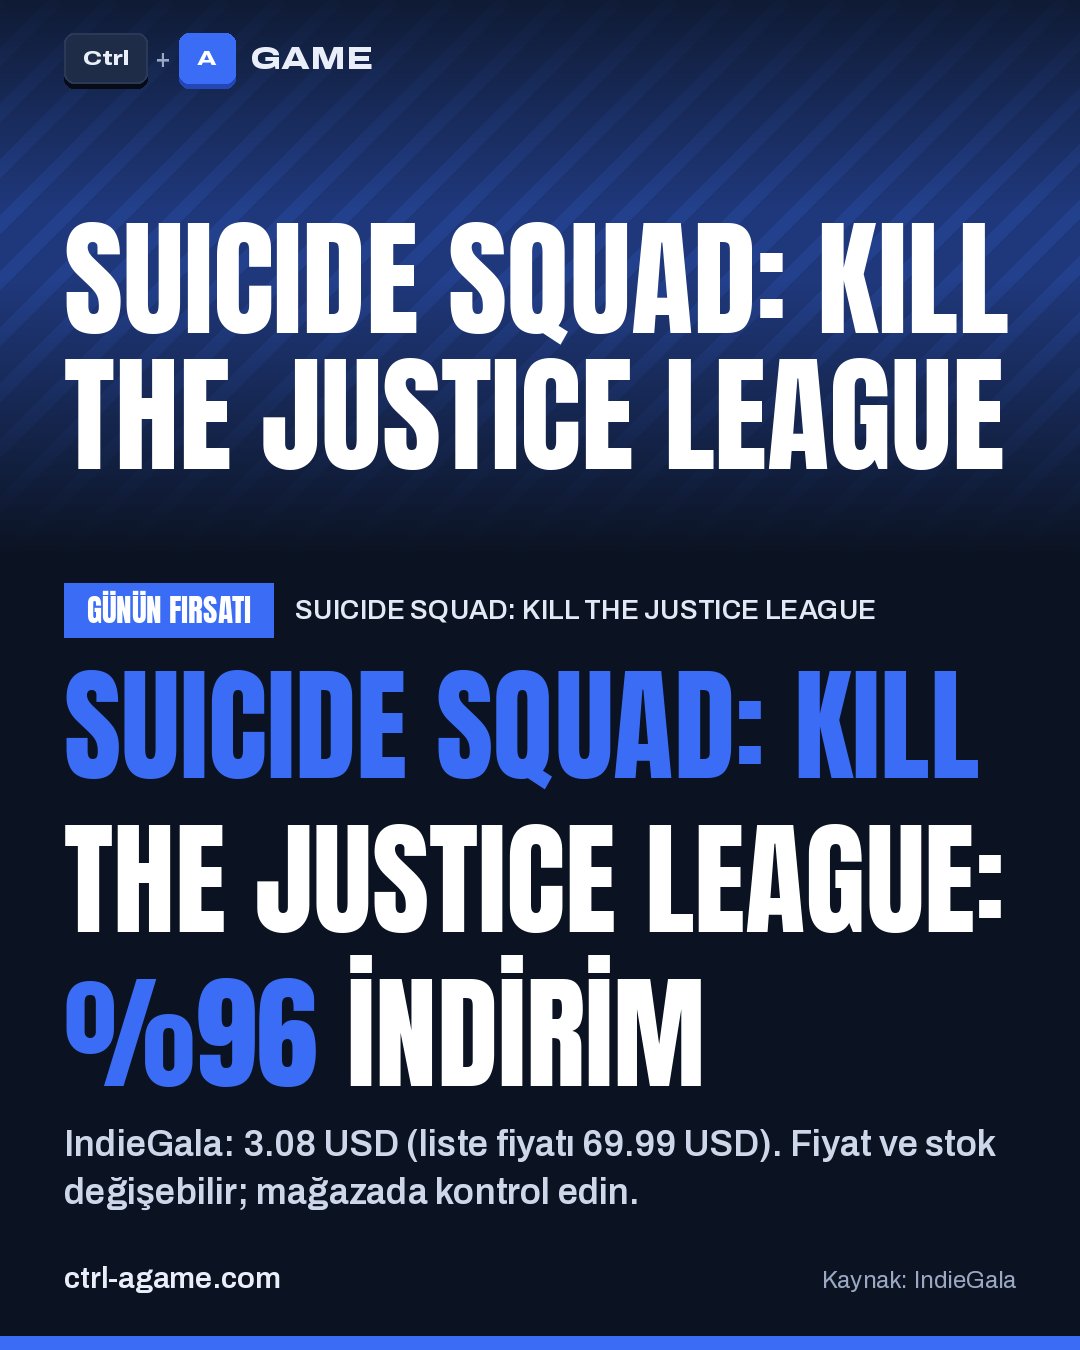 Ctrl + A GAME
SUICIDE SQUAD: KILL
THE JUSTICE LEAGUE
GÜNÜN FIRSATI SUICIDE SQUAD: KILL THE JUSTICE LEAGUE
SUICIDE SQUAD: KILL
THE JUSTICE LEAGUE:
%96 İNDİRİM
IndieGala: 3.08 USD (liste fiyatı 69.99 USD). Fiyat ve stok
değişebilir; mağazada kontrol edin.
ctrl-agame.com Kaynak: IndieGala